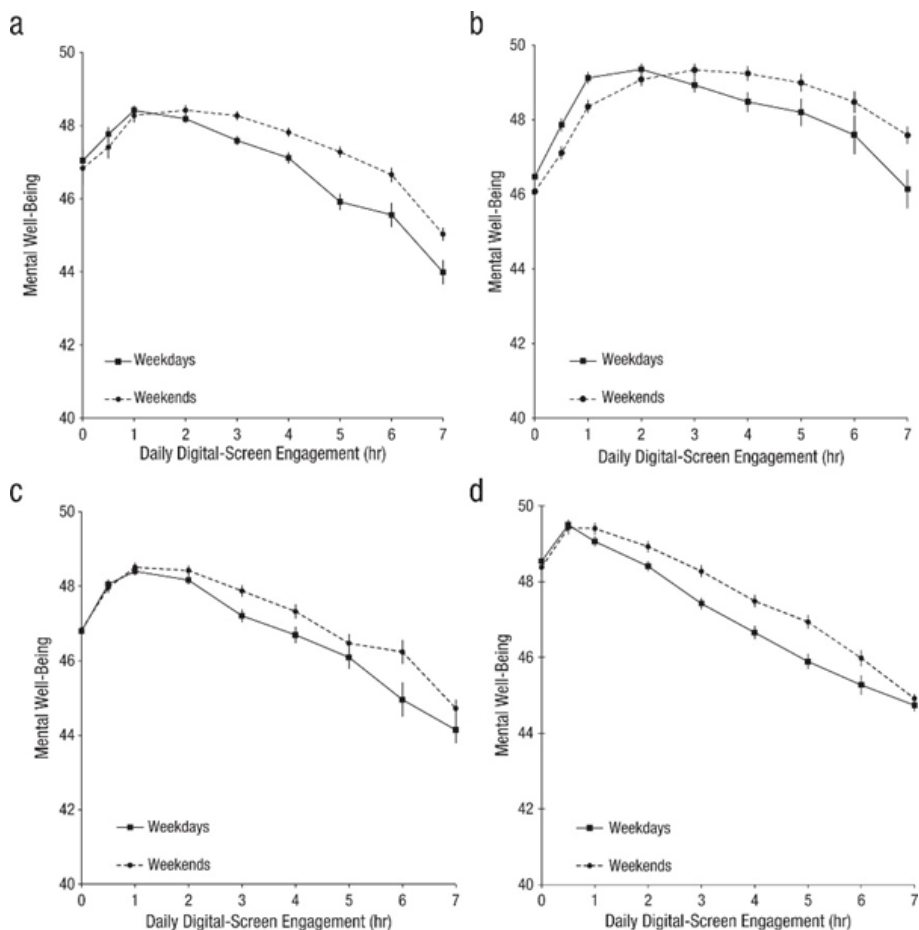 a
50
48
46
44
42
40
Mental Well-Being
Weekdays
Weekends
0 1 2 3 4 5 6 7
Daily Digital-Screen Engagement (hr)
b
50
48
46
44
42
40
Mental Well-Being
Weekdays
Weekends
0 1 2 3 4 5 6 7
Daily Digital-Screen Engagement (hr)
c
50
48
46
44
42
40
Mental Well-Being
Weekdays
Weekends
0 1 2 3 4 5 6 7
Daily Digital-Screen Engagement (hr)
d
50
48
46
44
42
40
Mental Well-Being
Weekdays
Weekends
0 1 2 3 4 5 6 7
Daily Digital-Screen Engagement (hr)